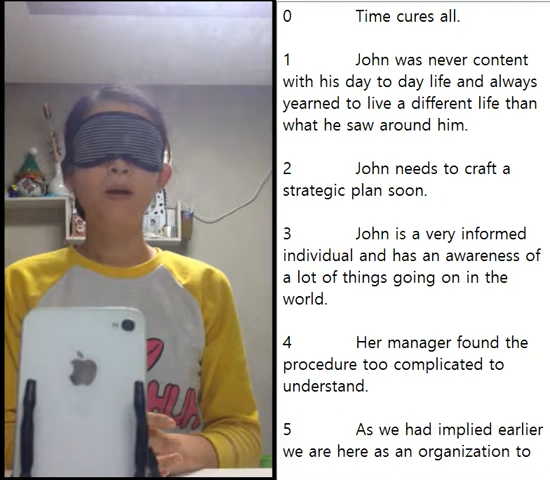 0 Time cures all.
1 John was never content
with his day to day life and always
yearned to live a different life than
what he saw around him.
2 John needs to craft a
strategic plan soon.
3 John is a very informed
individual and has an awareness of
a lot of things going on in the
world.
4 Her manager found the
procedure too complicated to
understand.
5 As we had implied earlier
we are here as an organization to